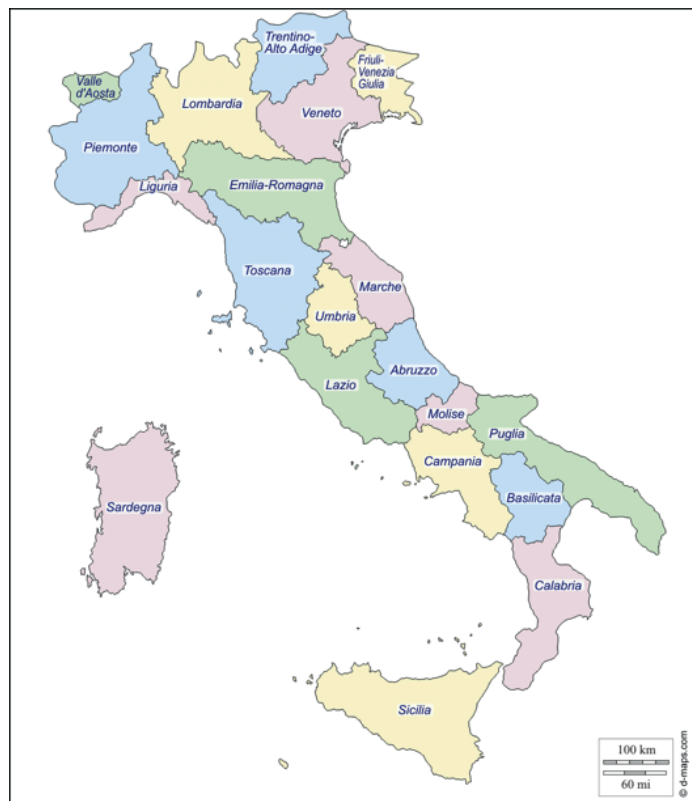 Trentino-
Alto Adige
Friuli-
Venezia
Giulia
Valle
d'Aosta
Lombardia
Veneto
Piemonte
Liguria
Emilia-Romagna
Toscana
Marche
Umbria
Lazio
Abruzzo
Molise
Puglia
Campania
Basilicata
Sardegna
Calabria
Sicilia
100 km
60 mi
© d-maps.com